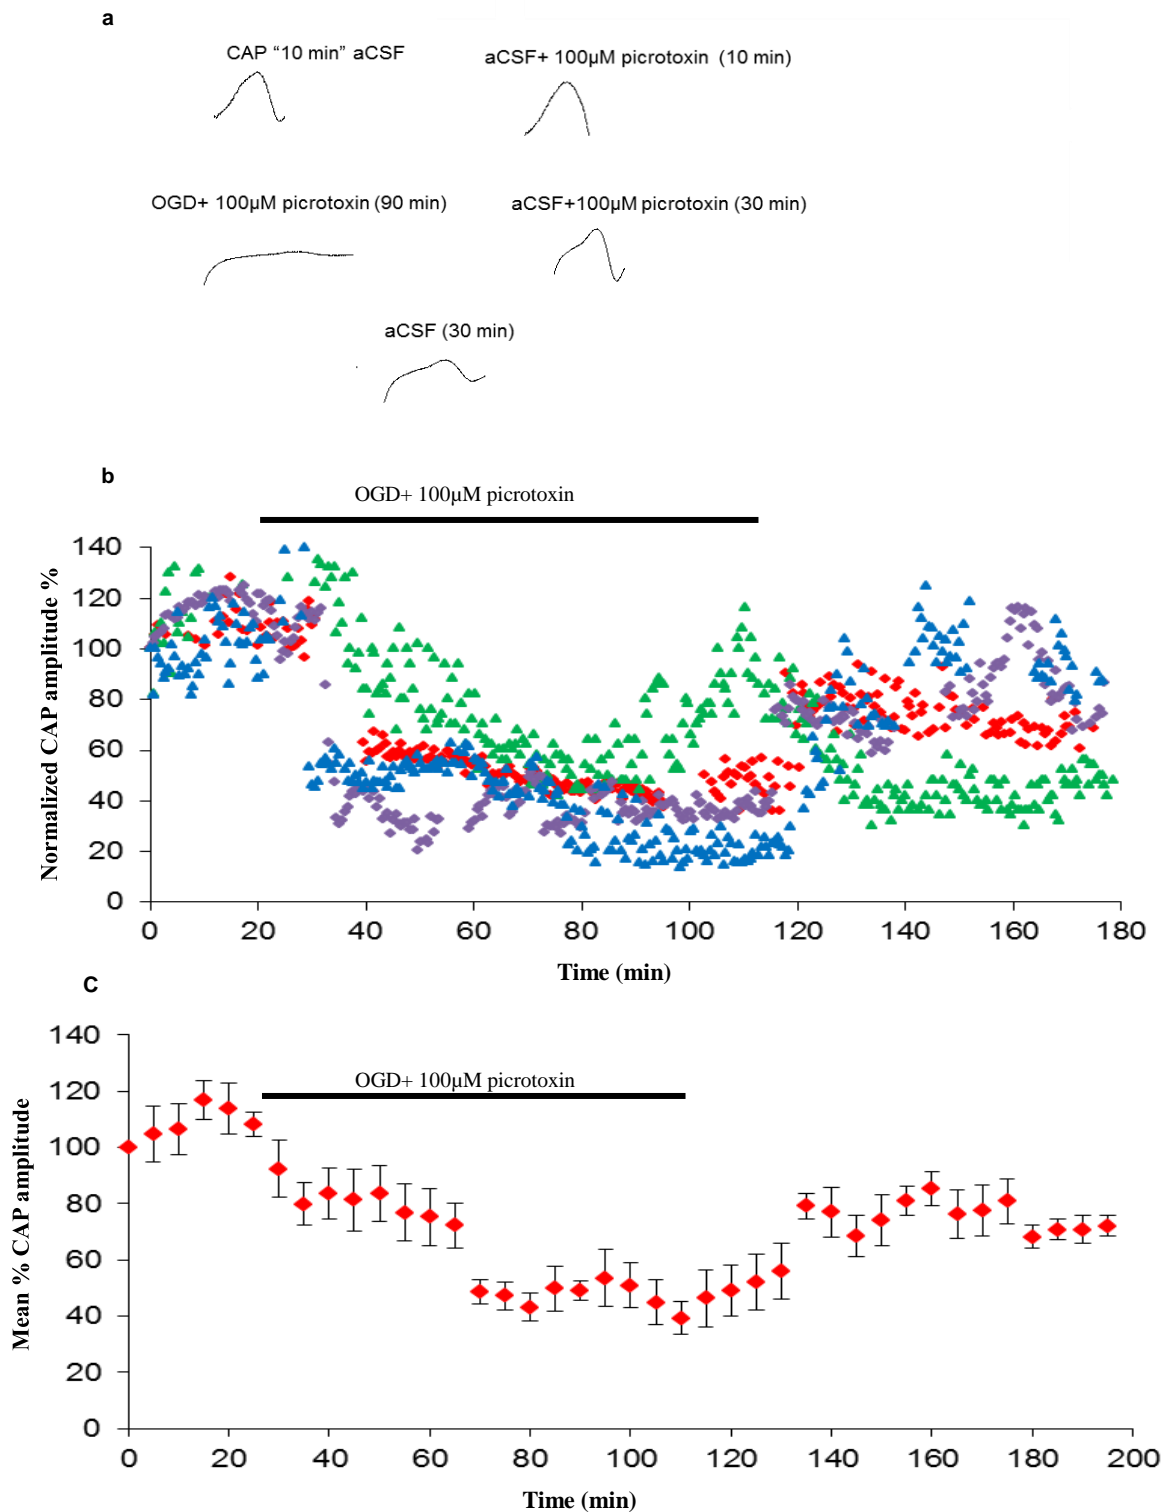 a
CAP “10 min” aCSF
aCSF+ 100µM picrotoxin (10 min)
OGD+ 100µM picrotoxin (90 min)
aCSF+100µM picrotoxin (30 min)
aCSF (30 min)
b
OGD+ 100µM picrotoxin
Normalized CAP amplitude %
140
120
100
80
60
40
20
0
0 20 40 60 80 100 120 140 160 180
Time (min)
C
OGD+ 100µM picrotoxin
Mean % CAP amplitude
140
120
100
80
60
40
20
0
0 20 40 60 80 100 120 140 160 180 200
Time (min)